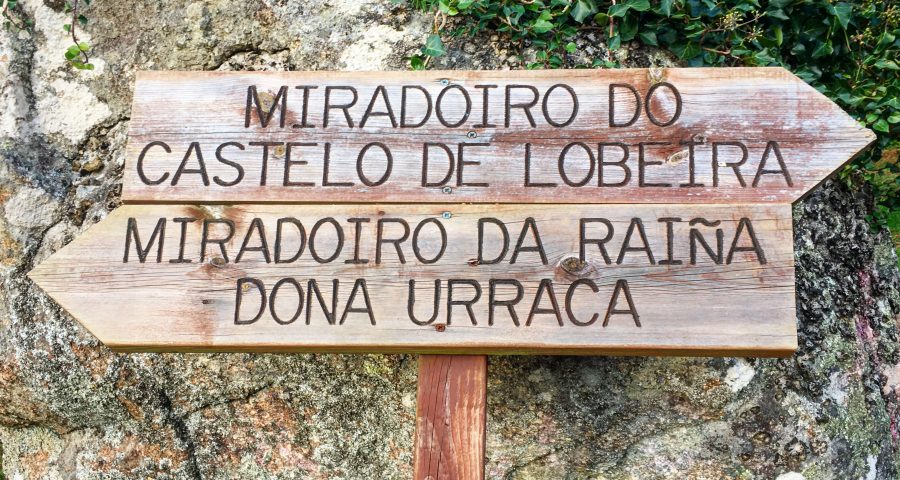 MIRADOIRO DO
CASTELO DE LOBEIRA
MIRADOIRO DA RAIÑA
DONA URRACA